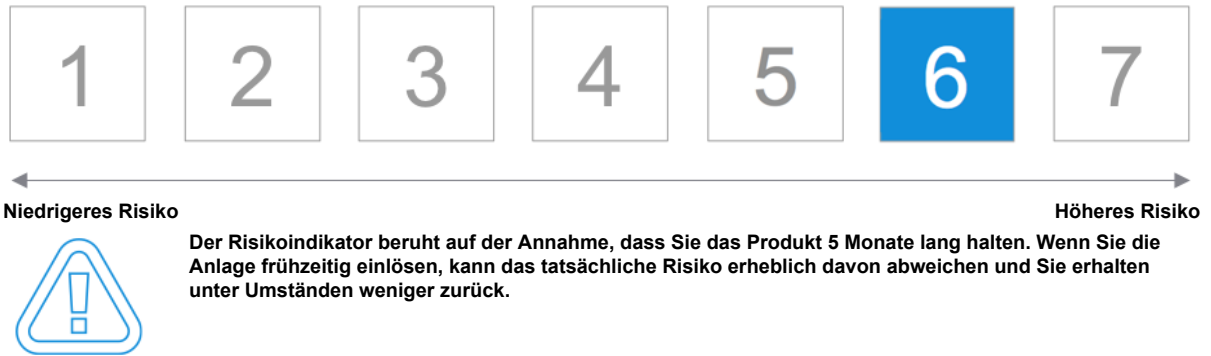 1 2 3 4 5 6 7
Niedrigeres Risiko Höheres Risiko
Der Risikoindikator beruht auf der Annahme, dass Sie das Produkt 5 Monate lang halten. Wenn Sie die
Anlage frühzeitig einlösen, kann das tatsächliche Risiko erheblich davon abweichen und Sie erhalten
unter Umständen weniger zurück.